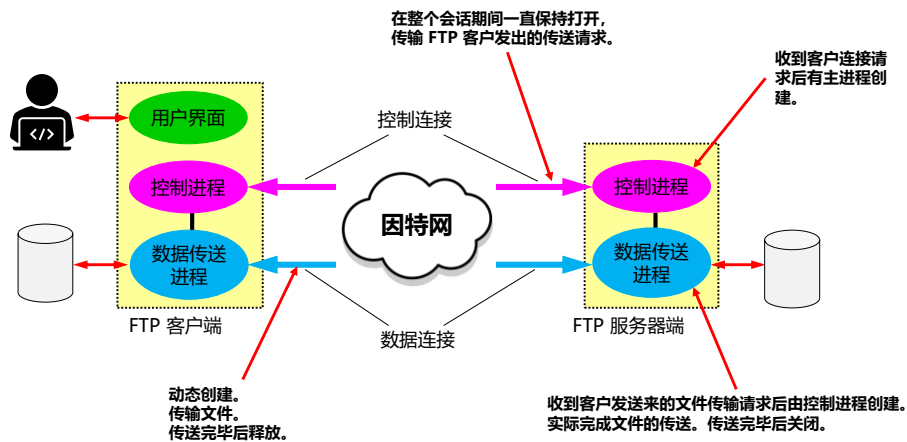 在整个会话期间一直保持打开，
传输 FTP 客户发出的传送请求。
收到客户连接请
求后有主进程创
建。
</>
用户界面
控制连接
控制进程
控制进程
因特网
数据传送
进程
数据传送
进程
FTP 客户端
FTP 服务器端
数据连接
动态创建。
传输文件。
传送完毕后释放。
收到客户发送来的文件传输请求后由控制进程创建。
实际完成文件的传送。传送完毕后关闭。